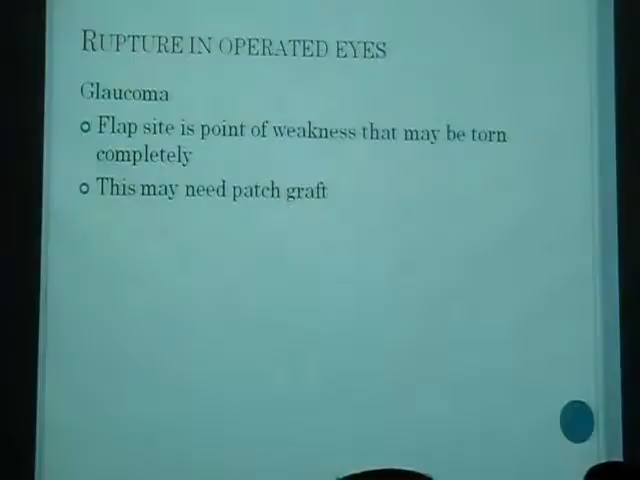 RUPTURE IN OPERATED EYES
Glaucoma
Flap site is point of weakness that may be torn
completely
This may need patch graft